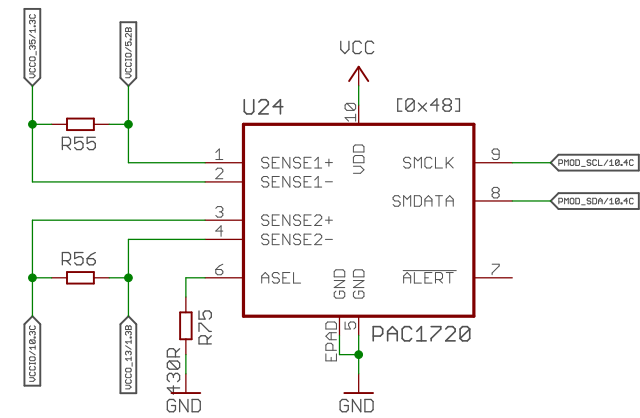 VCCO_35/1.3C
VCCIO/5.2B
VCC
U24
[0x48]
10
R55
VDD
1
SENSE1+
SMCLK
9
PMOD_SCL/10.4C
2
SENSE1-
SMDATA
8
PMOD_SDA/10.4C
3
SENSE2+
4
SENSE2-
R56
6
ASEL
GND
GND
ALERT
7
R75
430R
EPAD
5
PAC1720
VCCIO/10.3C
VCCO_13/1.3B
GND
GND